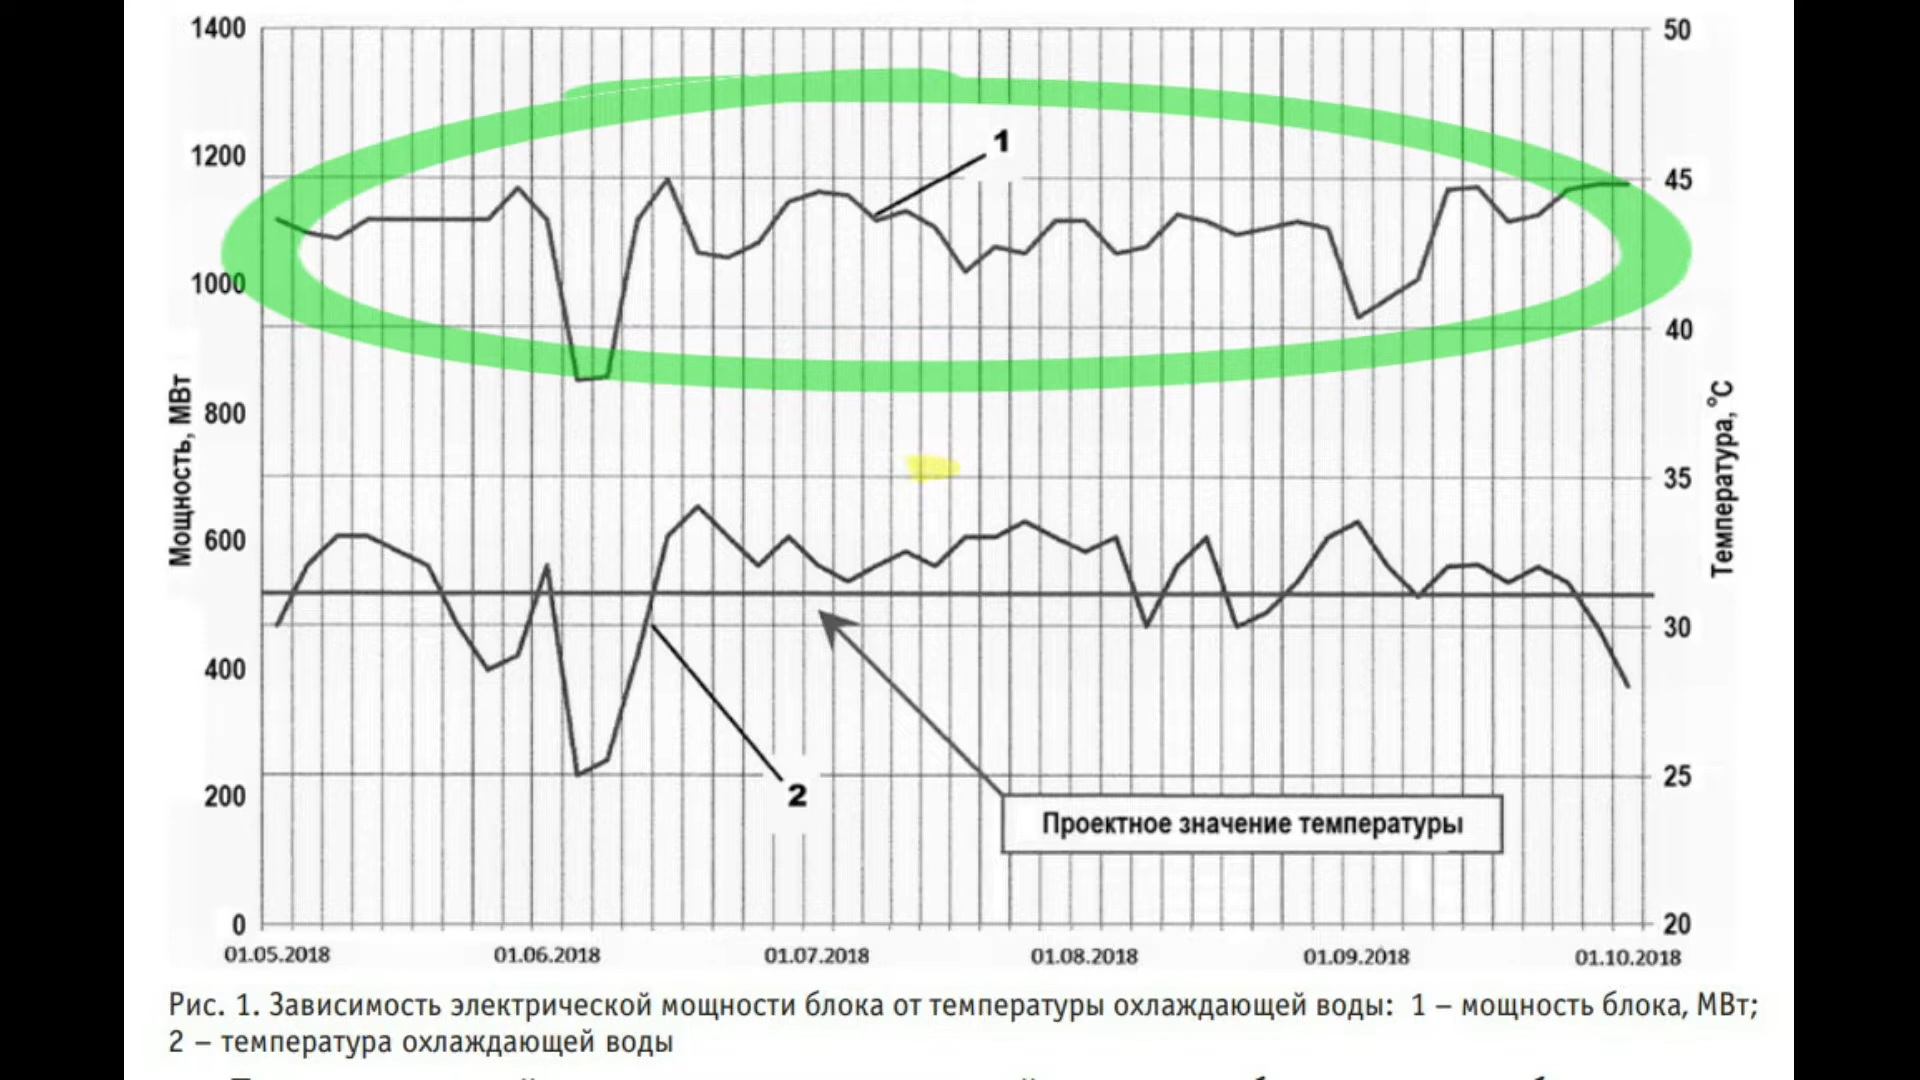 1400
50
1
1200
45
1000
40
Мощность, МВт
800
Температура, °С
35
600
30
400
25
200
2
Проектное значение температуры
0
20
01.05.2018 01.06.2018 01.07.2018 01.08.2018 01.09.2018 01.10.2018
Рис. 1. Зависимость электрической мощности блока от температуры охлаждающей воды: 1 – мощность блока, МВт;
2 – температура охлаждающей воды